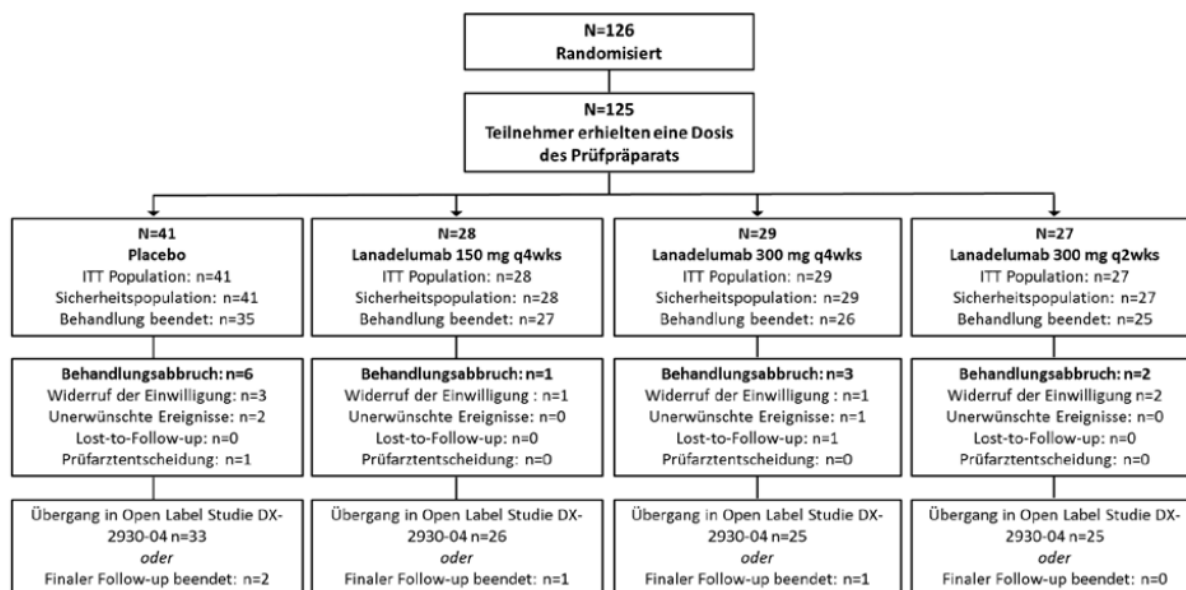 N=126
Randomisiert
N=125
Teilnehmer erhielten eine Dosis
des Prüfpräparats
N=41
Placebo
ITT Population: n=41
Sicherheitspopulation: n=41
Behandlung beendet: n=35
N=28
Lanadelumab 150 mg q4wks
ITT Population: n=28
Sicherheitspopulation: n=28
Behandlung beendet: n=27
N=29
Lanadelumab 300 mg q4wks
ITT Population: n=29
Sicherheitspopulation: n=29
Behandlung beendet: n=26
N=27
Lanadelumab 300 mg q2wks
ITT Population: n=27
Sicherheitspopulation: n=27
Behandlung beendet: n=25
Behandlungsabbruch: n=6
Widerruf der Einwilligung: n=3
Unerwünschte Ereignisse: n=2
Lost-to-Follow-up: n=0
Prüfarztentscheidung: n=1
Behandlungsabbruch: n=1
Widerruf der Einwilligung : n=1
Unerwünschte Ereignisse: n=0
Lost-to-Follow-up: n=0
Prüfarztentscheidung: n=0
Behandlungsabbruch: n=3
Widerruf der Einwilligung : n=1
Unerwünschte Ereignisse: n=1
Lost-to-Follow-up: n=1
Prüfarztentscheidung: n=0
Behandlungsabbruch: n=2
Widerruf der Einwilligung : n=2
Unerwünschte Ereignisse: n=0
Lost-to-Follow-up: n=0
Prüfarztentscheidung: n=0
Übergang in Open Label Studie DX-
2930-04 n=33
oder
Finaler Follow-up beendet: n=2
Übergang in Open Label Studie DX-
2930-04 n=26
oder
Finaler Follow-up beendet: n=1
Übergang in Open Label Studie DX-
2930-04 n=25
oder
Finaler Follow-up beendet: n=1
Übergang in Open Label Studie DX-
2930-04 n=25
oder
Finaler Follow-up beendet: n=0